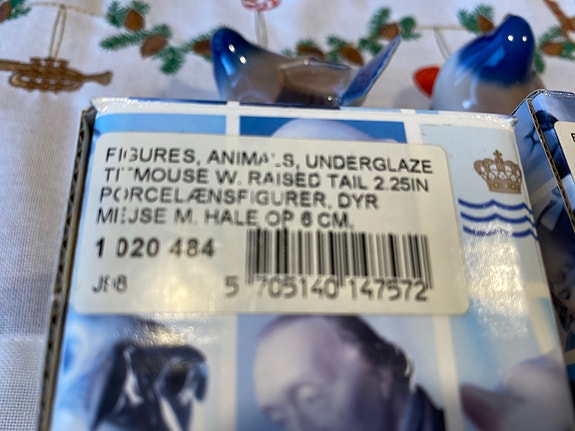 FIGURES, ANIMALS, UNDERGLAZE
TITMOUSE W. RAISED TAIL 2.25IN
PORCELÆNSFIGURER, DYR
MEJSE M. HALE OP 6 CM.
1 020 484
5 705140 147572